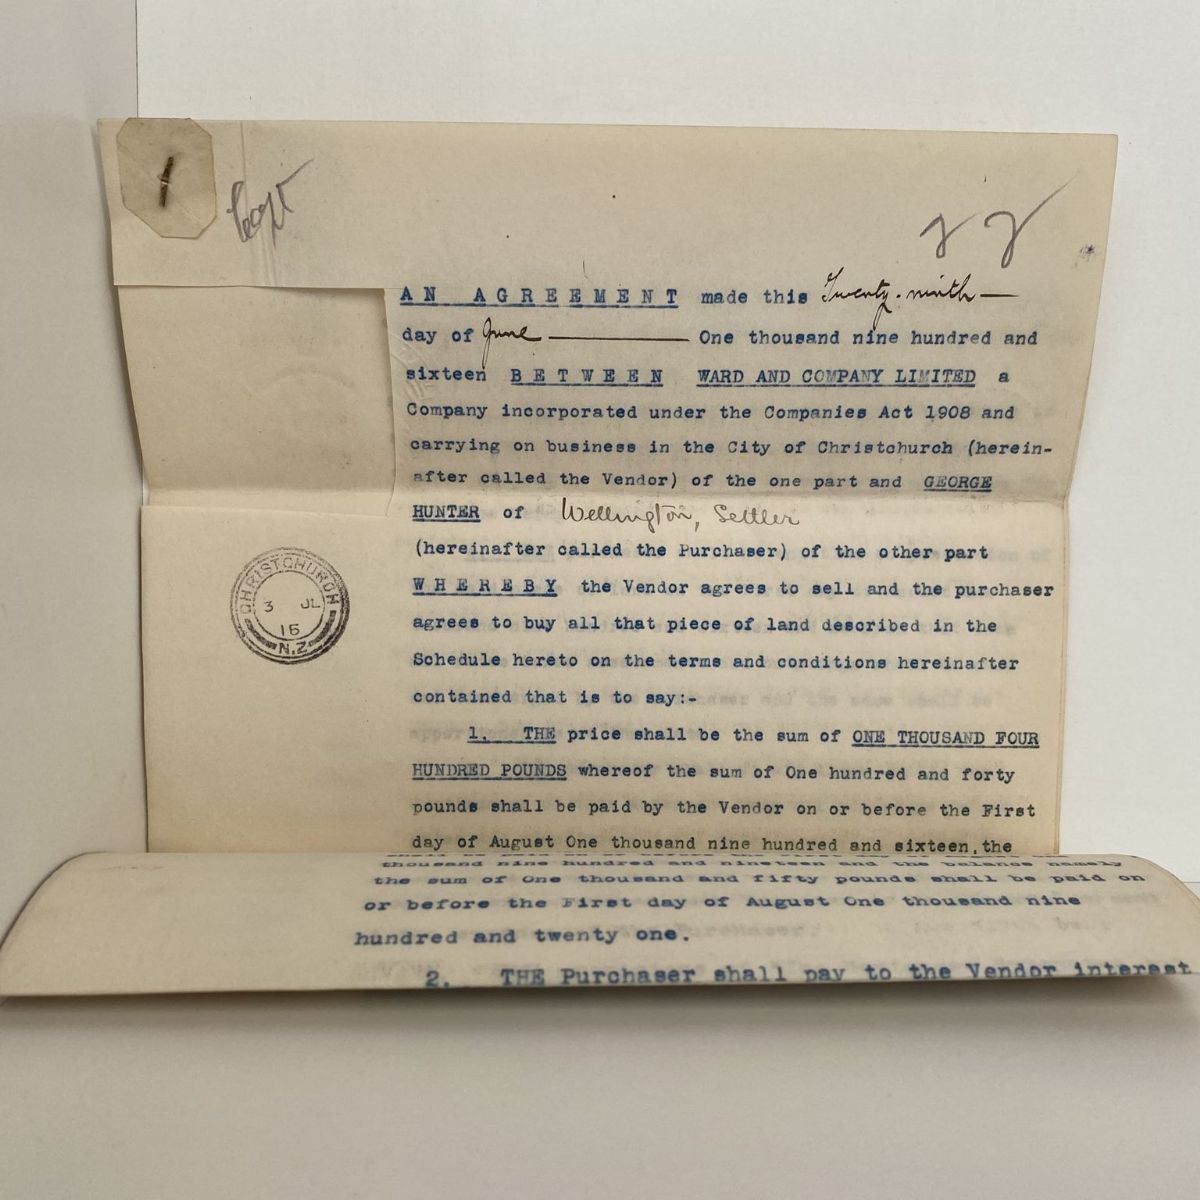 Copy
AN AGREEMENT made this Twenty-ninth
day of June One thousand nine hundred and
sixteen BETWEEN WARD AND COMPANY LIMITED a
Company incorporated under the Companies Act 1908 and
carrying on business in the City of Christchurch (herein-
after called the Vendor) of the one part and GEORGE
HUNTER of Wellington, Settler
(hereinafter called the Purchaser) of the other part
WHEREBY the Vendor agrees to sell and the purchaser
agrees to buy all that piece of land described in the
Schedule hereto on the terms and conditions hereinafter
contained that is to say:-
1. THE price shall be the sum of ONE THOUSAND FOUR
HUNDRED POUNDS whereof the sum of One hundred and forty
pounds shall be paid by the Vendor on or before the First
day of August One thousand nine hundred and sixteen, the
thousand nine hundred and nineteen and the balance namely
the sum of One thousand and fifty pounds shall be paid on
or before the First day of August One thousand nine
hundred and twenty one.
2. THE Purchaser shall pay to the Vendor interest
CHRISTCHURCH
3 JL
16
N.Z